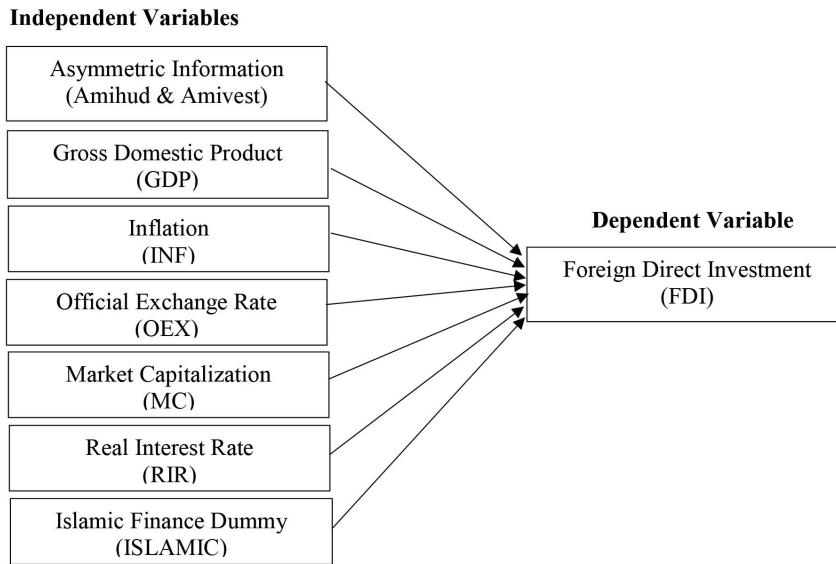 Independent Variables
Asymmetric Information
(Amihud & Amivest)
Gross Domestic Product
(GDP)
Inflation
(INF)
Official Exchange Rate
(OEX)
Market Capitalization
(MC)
Real Interest Rate
(RIR)
Islamic Finance Dummy
(ISLAMIC)
Dependent Variable
Foreign Direct Investment
(FDI)